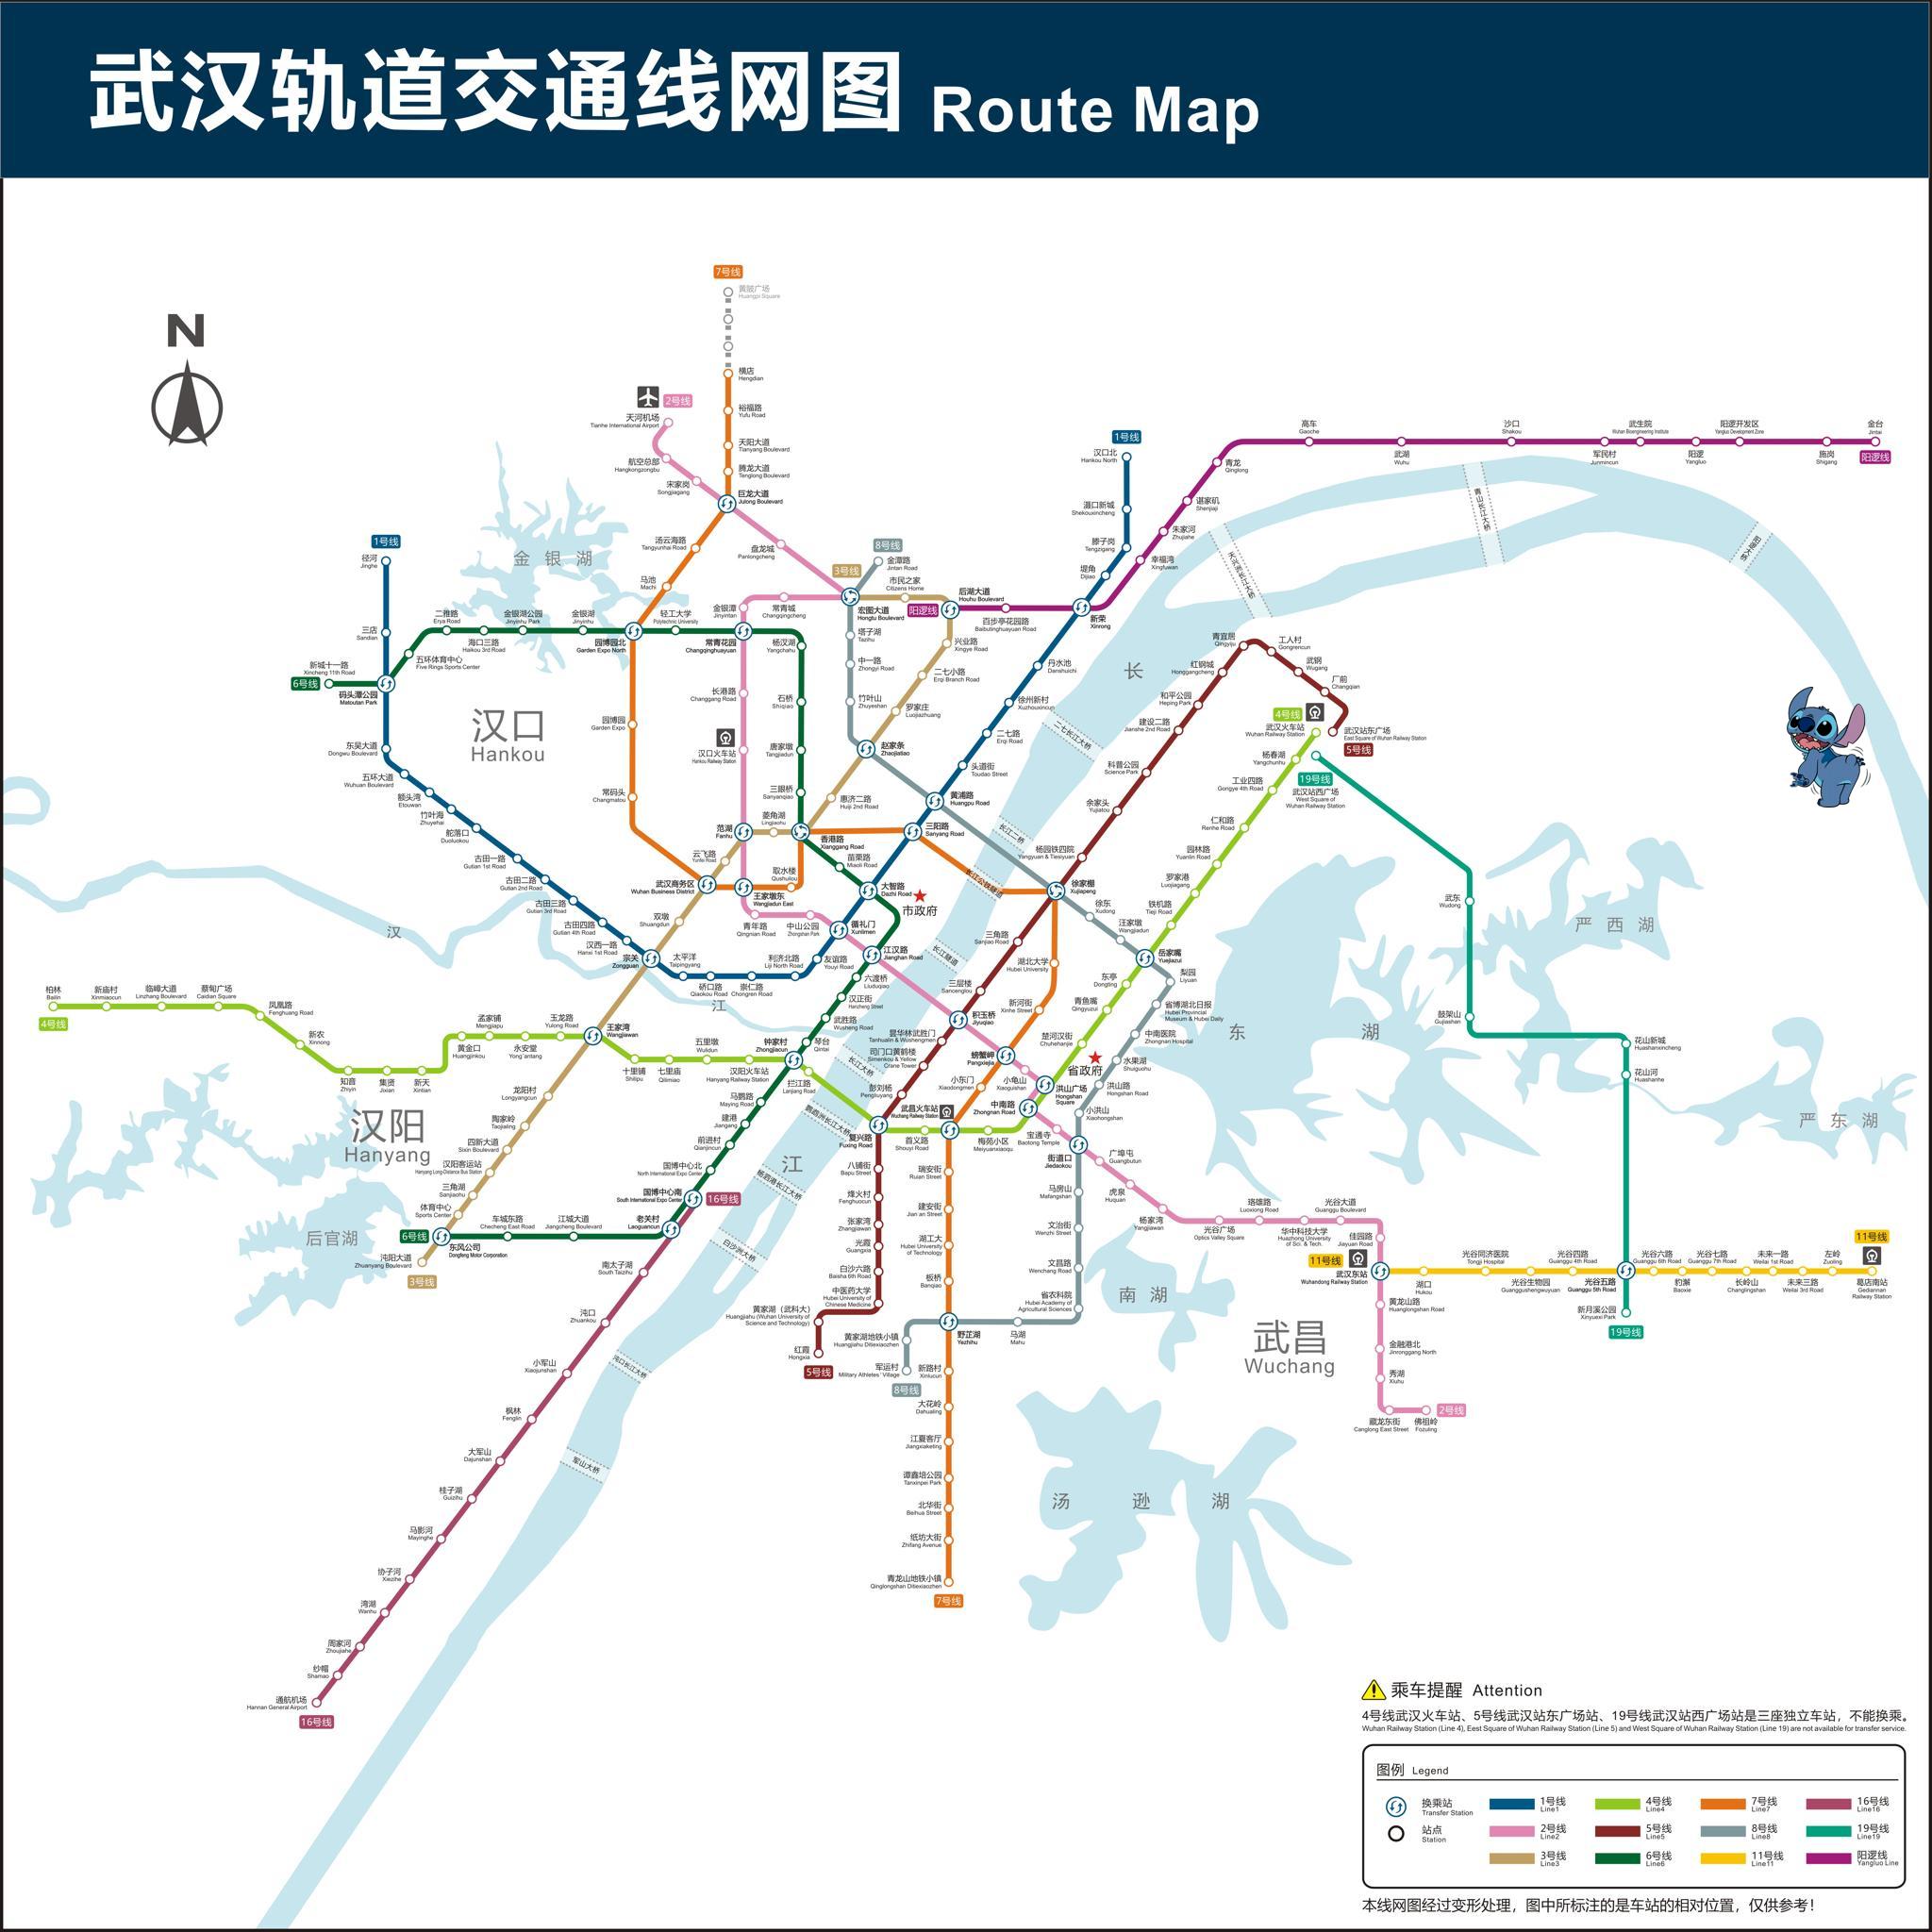 武汉轨道交通线网图 Route Map
N
7号线
黄陂广场
Huangpi Square
横店
Hengdian
裕福路
Yufu Road
天阳大道
Tianyang Boulevard
腾龙大道
Tenglong Boulevard
巨龙大道
Julong Boulevard
2号线
天河机场
Tianhe International Airport
航空总部
Hangkongzongbu
宋家岗
Songjiagang
盘龙城
Panlongcheng
汤云海路
Tangyunhai Road
马池
Machi
1号线
汉口北
Hankou North
滠口新城
Shekouxincheng
滕子岗
Tengzigang
堤角
Dijiao
新荣
Xinrong
丹水池
Danshuichi
徐州新村
Xuzhouxincun
二七路
Erqi Road
头道街
Toudao Street
黄浦路
Huangpu Road
三阳路
Sanyang Road
大智路
Dazhi Road
循礼门
Xunlimen
友谊路
Youyi Road
利济北路
Liji North Road
崇仁路
Chongren Road
硚口路
Qiaokou Road
太平洋
Taipingyang
宗关
Zongguan
汉西一路
Hanxi 1st Road
古田四路
Gutian 4th Road
古田三路
Gutian 3rd Road
古田二路
Gutian 2nd Road
古田一路
Gutian 1st Road
舵落口
Duoluokou
竹叶海
Zhuyehai
额头湾
Etouwan
五环大道
Wuhuan Boulevard
东吴大道
Dongwu Boulevard
码头潭公园
Matoutan Park
三店
Sandian
径河
Jinghe
1号线
高车
Gaoche
武湖
Wuhu
沙口
Shakou
军民村
Junmincun
武生院
Wuhan Bioengineering Institute
阳逻
Yangluo
阳逻开发区
Yangluo Development Zone
施岗
Shigang
金台
Jintai
阳逻线
青龙
Qinglong
谌家矶
Shenjiaji
朱家河
Zhujiahe
幸福湾
Xingfuwan
百步亭花园路
Baibutinghuayuan Road
后湖大道
Houhu Boulevard
阳逻线
8号线
金潭路
Jintan Road
3号线
市民之家
Citizens Home
宏图大道
Hongtu Boulevard
塔子湖
Tazihu
中一路
Zhongyi Road
竹叶山
Zhuyeshan
赵家条
Zhaojiatiao
兴业路
Xingye Road
二七小路
Erqi Branch Road
罗家庄
Luojiazhuang
惠济二路
Huiji 2nd Road
常青城
Changqingcheng
金银潭
Jinyintan
常青花园
Changqinghuayuan
长港路
Changgang Road
汉口火车站
Hankou Railway Station
范湖
Fanhu
菱角湖
Lingjiaohu
香港路
Xianggang Road
云飞路
Yunfei Road
武汉商务区
Wuhan Business District
王家墩东
Wangjiadun East
取水楼
Qushuilou
青年路
Qingnian Road
中山公园
Zhongshan Park
双墩
Shuangdun
6号线
新城十一路
Xincheng 11th Road
五环体育中心
Five Rings Sports Center
二雅路
Erya Road
海口三路
Haikou 3rd Road
金银湖公园
Jinyinhu Park
金银湖
Jinyinhu
园博园北
Garden Expo North
轻工大学
Polytechnic University
杨汉湖
Yangchahu
石桥
Shiqiao
唐家墩
Tangjiadun
三眼桥
Sanyanqiao
苗栗路
Miaoli Road
江汉路
Jianghan Road
六渡桥
Liuduqiao
汉正街
Hanzheng Street
武胜路
Wusheng Road
琴台
Qintai
钟家村
Zhongjiacun
马鹦路
Maying Road
建港
Jiangang
前进村
Qianjincun
国博中心北
North International Expo Center
国博中心南
South International Expo Center
老关村
Laoguancun
江城大道
Jiangcheng Boulevard
车城东路
Checheng East Road
东风公司
Dongfeng Motor Corporation
6号线
园博园
Garden Expo
常码头
Changmatou
金 银 湖
汉口
Hankou
市政府
长
汉
江
江
青宜居
Qingyiju
工人村
Gongrencun
武钢
Wugang
厂前
Changqian
武汉站东广场
East Square of Wuhan Railway Station
5号线
红钢城
Honggangcheng
和平公园
Heping Park
建设二路
Jianshe 2nd Road
科普公园
Science Park
余家头
Yujiatou
杨园铁四院
Yangyuan & Tiesiyuan
徐家棚
Xujiapeng
三角路
Sanjiao Road
三层楼
Sancenglou
积玉桥
Jiyuqiao
昙华林武胜门
Tanhualin & Wushengmen
司门口黄鹤楼
Simenkou & Yellow
Crane Tower
彭刘杨
Pengliuyang
复兴路
Fuxing Road
八铺街
Bapu Street
烽火村
Fenghuocun
张家湾
Zhangjiawan
光霞
Guangxia
白沙六路
Baisha 6th Road
中医药大学
Hubei University of
Chinese Medicine
黄家湖（武科大）
Huangjiahu (Wuhan University of
Science and Technology)
红霞
Hongxia
5号线
4号线
武汉火车站
Wuhan Railway Station
杨春湖
Yangchunhu
工业四路
Gongye 4th Road
仁和路
Renhe Road
园林路
Yuanlin Road
罗家港
Luojiagang
铁机路
Tieji Road
岳家嘴
Yuejiazui
东亭
Dongting
青鱼嘴
Qingyuzui
楚河汉街
Chuhehanjie
洪山广场
Hongshan
Square
中南路
Zhongnan Road
梅苑小区
Meiyuanxiaoqu
武昌火车站
Wuchang Railway Station
首义路
Shouyi Road
拦江路
Lanjiang Road
汉阳火车站
Hanyang Railway Station
五里墩
Wulidun
七里庙
Qilimiao
十里铺
Shilipu
王家湾
Wangjiawan
玉龙路
Yulong Road
永安堂
Yong'antang
孟家铺
Mengjiapu
黄金口
Huangjinkou
新天
Xintian
集贤
Jixian
知音
Zhiyin
新农
Xinnong
凤凰路
Fenghuang Road
蔡甸广场
Caidian Square
临嶂大道
Linzhang Boulevard
新庙村
Xinmiaocun
柏林
Bailin
4号线
19号线
武汉站西广场
West Square of
Wuhan Railway Station
武东
Wudong
鼓架山
Gujiashan
花山新城
Huashanxincheng
花山河
Huashanhe
光谷五路
Guanggu 5th Road
新月溪公园
Xinyuexi Park
19号线
徐东
Xudong
汪家墩
Wangjiadun
梨园
Liyuan
省博湖北日报
Hubei Provincial
Museum & Hubei Daily
中南医院
Zhongnan Hospital
水果湖
Shuiguohu
洪山路
Hongshan Road
小洪山
Xiaohongshan
街道口
Jiedaokou
马房山
Mafangshan
文治街
Wenzhi Street
文昌路
Wenchang Road
省农科院
Hubei Academy of
Agricultural Sciences
马湖
Mahu
野芷湖
Yezhihu
黄家湖地铁小镇
Huangjiahu Ditiexiaozhen
军运村
Military Athletes' Village
8号线
湖北大学
Hubei University
新河街
Xinhe Street
螃蟹岬
Pangxiejia
小东门
Xiaodongmen
小龟山
Xiaoguishan
省政府
瑞安街
Ruian Street
建安街
Jian an Street
湖工大
Hubei University
of Technology
板桥
Banqiao
新路村
Xinlucun
大花岭
Dahualing
江夏客厅
Jiangxiaketing
谭鑫培公园
Tanxinpei Park
北华街
Beihua Street
纸坊大街
Zhifang Avenue
青龙山地铁小镇
Qinglongshan Ditiexiaozhen
7号线
宝通寺
Baotong Temple
广埠屯
Guangbutun
虎泉
Huquan
杨家湾
Yangjiawan
光谷广场
Optics Valley Square
珞雄路
Luoxiong Road
华中科技大学
Huazhong University
of Sci. & Tech.
光谷大道
Guanggu Boulevard
佳园路
Jiayuan Road
武汉东站
Wuhandong Railway Station
黄龙山路
Huanglongshan Road
金融港北
Jinronggang North
秀湖
Xiuhu
藏龙东街
Canglong East Street
佛祖岭
Fozuling
2号线
11号线
湖口
Hukou
光谷同济医院
Tongji Hospital
光谷生物园
Guanggushengwuyuan
光谷四路
Guanggu 4th Road
光谷六路
Guanggu 6th Road
豹澥
Baoxie
光谷七路
Guanggu 7th Road
长岭山
Changlingshan
未来一路
Weilai 1st Road
未来三路
Weilai 3rd Road
左岭
Zuoling
葛店南站
Gediannan
Railway Station
11号线
龙阳村
Longyangcun
陶家岭
Taojialing
四新大道
Sixin Boulevard
汉阳客运站
Hanyang Long-Distance Bus Station
三角湖
Sanjiaohu
体育中心
Sports Center
沌阳大道
Zhuanyang Boulevard
3号线
16号线
南太子湖
South Taizihu
沌口
Zhuankou
小军山
Xiaojunshan
枫林
Fenglin
大军山
Dajunshan
桂子湖
Guizihu
马影河
Mayinghe
协子河
Xiezihe
湾湖
Wanhu
周家河
Zhoujiahe
纱帽
Shamao
通航机场
Hannan General Airport
16号线
汉阳
Hanyang
后官湖
武昌
Wuchang
东 湖
严 西 湖
严 东 湖
南 湖
汤 逊 湖
天兴洲长江大桥
青山长江大桥
阳逻大桥
二七长江大桥
长江二桥
长江公铁隧道
长江隧道
长江大桥
鹦鹉洲长江大桥
杨泗港长江大桥
白沙洲大桥
沌口长江大桥
军山大桥
乘车提醒 Attention
4号线武汉火车站、5号线武汉站东广场站、19号线武汉站西广场站是三座独立车站，不能换乘。
Wuhan Railway Station (Line 4), Eest Square of Wuhan Railway Station (Line 5) and West Square of Wuhan Railway Station (Line 19) are not available for transfer service.
图例 Legend
换乘站
Transfer Station
站点
Station
1号线
Line1
2号线
Line2
3号线
Line3
4号线
Line4
5号线
Line5
6号线
Line6
7号线
Line7
8号线
Line8
11号线
Line11
16号线
Line16
19号线
Line19
阳逻线
Yangluo Line
本线网图经过变形处理，图中所标注的是车站的相对位置，仅供参考！